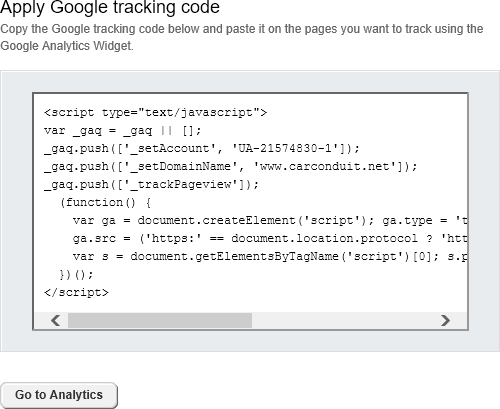 Apply Google tracking code
Copy the Google tracking code below and paste it on the pages you want to track using the
Google Analytics Widget.
<script type="text/javascript">
var _gaq = _gaq || [];
_gaq.push(['_setAccount', 'UA-21574830-1']);
_gaq.push(['_setDomainName', 'www.carconduit.net']);
_gaq.push(['_trackPageview']);
(function() {
var ga = document.createElement('script'); ga.type = 't
ga.src = ('https:' == document.location.protocol ? 'htt
var s = document.getElementsByTagName('script')[0]; s.p
})();
</script>
Go to Analytics